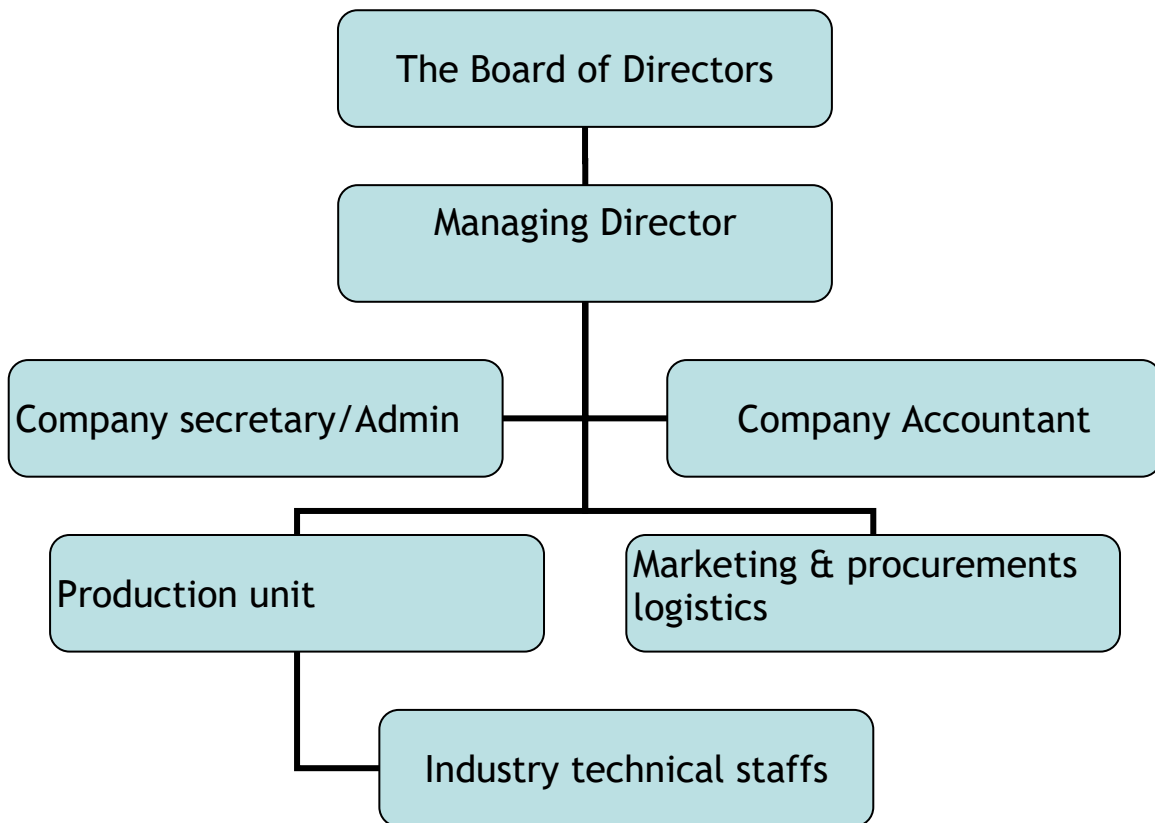 The Board of Directors
Managing Director
Company secretary/Admin
Company Accountant
Production unit
Marketing & procurements
logistics
Industry technical staffs